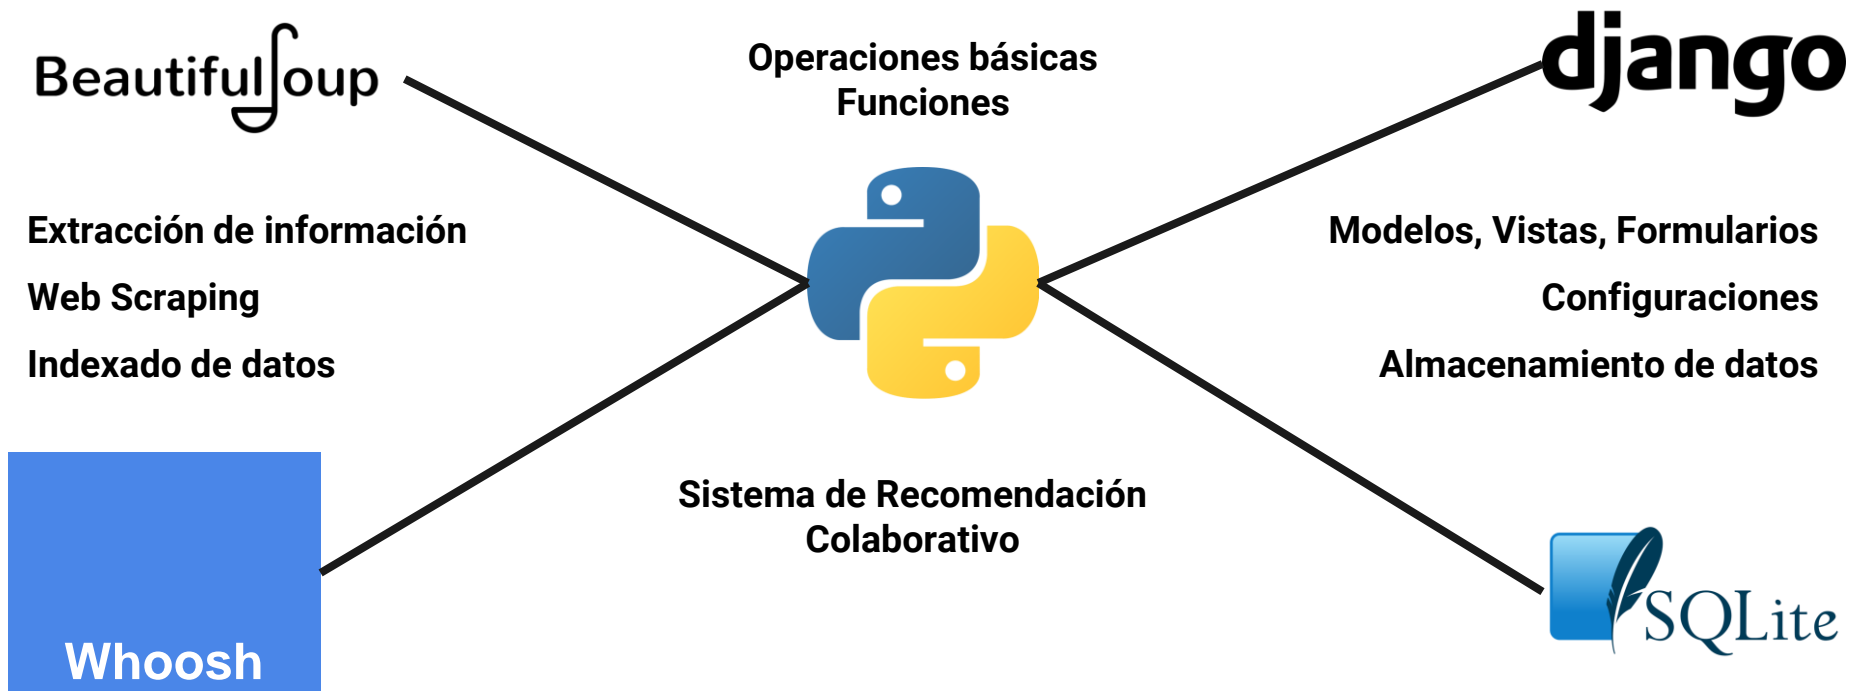 BeautifulSoup
Operaciones básicas
Funciones
django
Extracción de información
Web Scraping
Indexado de datos
Modelos, Vistas, Formularios
Configuraciones
Almacenamiento de datos
Sistema de Recomendación
Colaborativo
Whoosh
SQLite